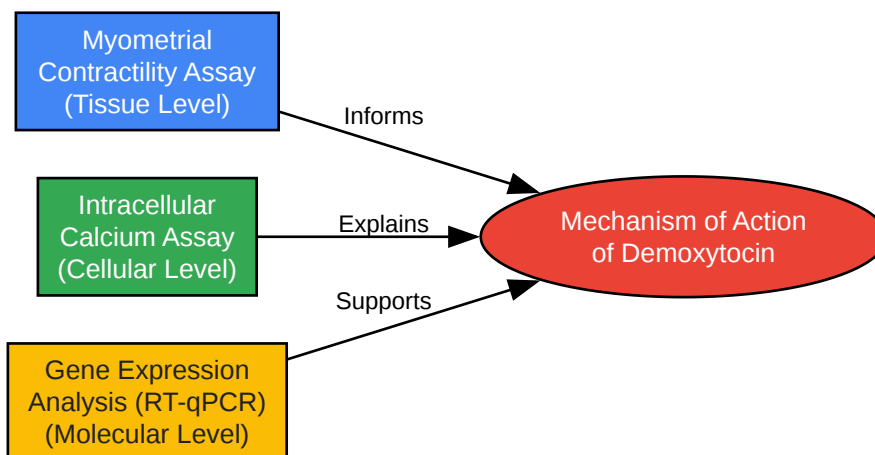 Myometrial
Contractility Assay
(Tissue Level)
Informs
Intracellular
Calcium Assay
(Cellular Level)
Explains
Mechanism of Action
of Demoxytocin
Supports
Gene Expression
Analysis (RT-qPCR)
(Molecular Level)